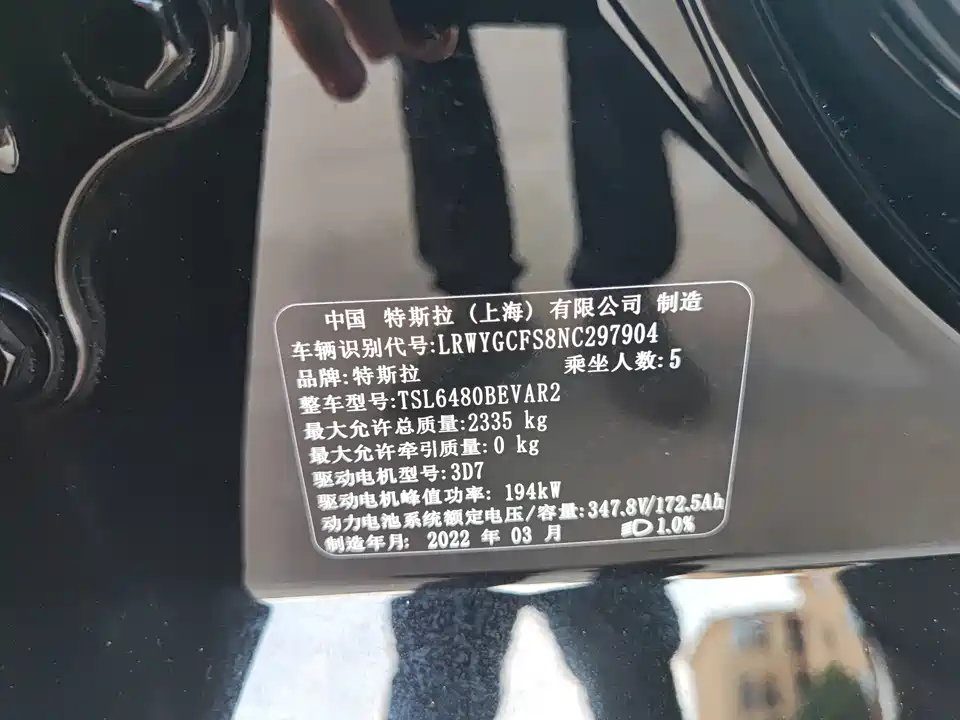 中国 特斯拉（上海）有限公司 制造
车辆识别代号:LRWYGCFS8NC297904
品牌:特斯拉 乘坐人数:5
整车型号:TSL6480BEVAR2
最大允许总质量:2335 kg
最大允许牵引质量:0 kg
驱动电机型号:3D7
驱动电机峰值功率: 194kW
动力电池系统额定电压/容量:347.8V/172.5Ah
制造年月: 2022 年 03 月 1.0%